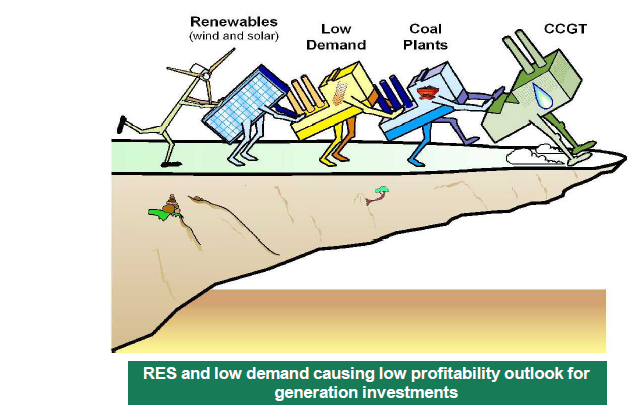 Renewables
(wind and solar)
Low
Demand
Coal
Plants
CCGT
RES and low demand causing low profitability outlook for
generation investments